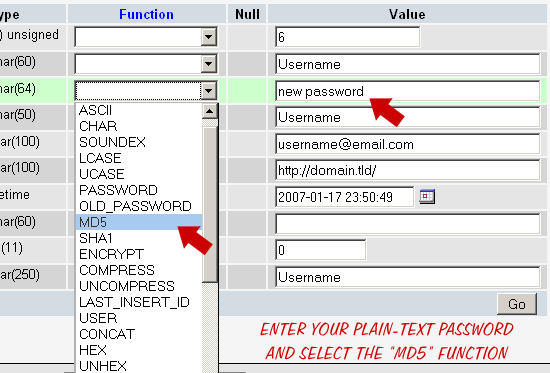 ype Function Null Value
) unsigned 6
har(60) Username
har(64) new password
har(50) Username
ar(100) username@email.com
ar(100) http://domain.tld/
etime 2007-01-17 23:50:49
har(60)
(11) 0
ar(250) Username
ASCII
CHAR
SOUNDEX
LCASE
UCASE
PASSWORD
OLD_PASSWORD
MD5
SHA1
ENCRYPT
COMPRESS
UNCOMPRESS
LAST_INSERT_ID
USER
CONCAT
HEX
UNHEX
Go
ENTER YOUR PLAIN-TEXT PASSWORD
AND SELECT THE "MD5" FUNCTION